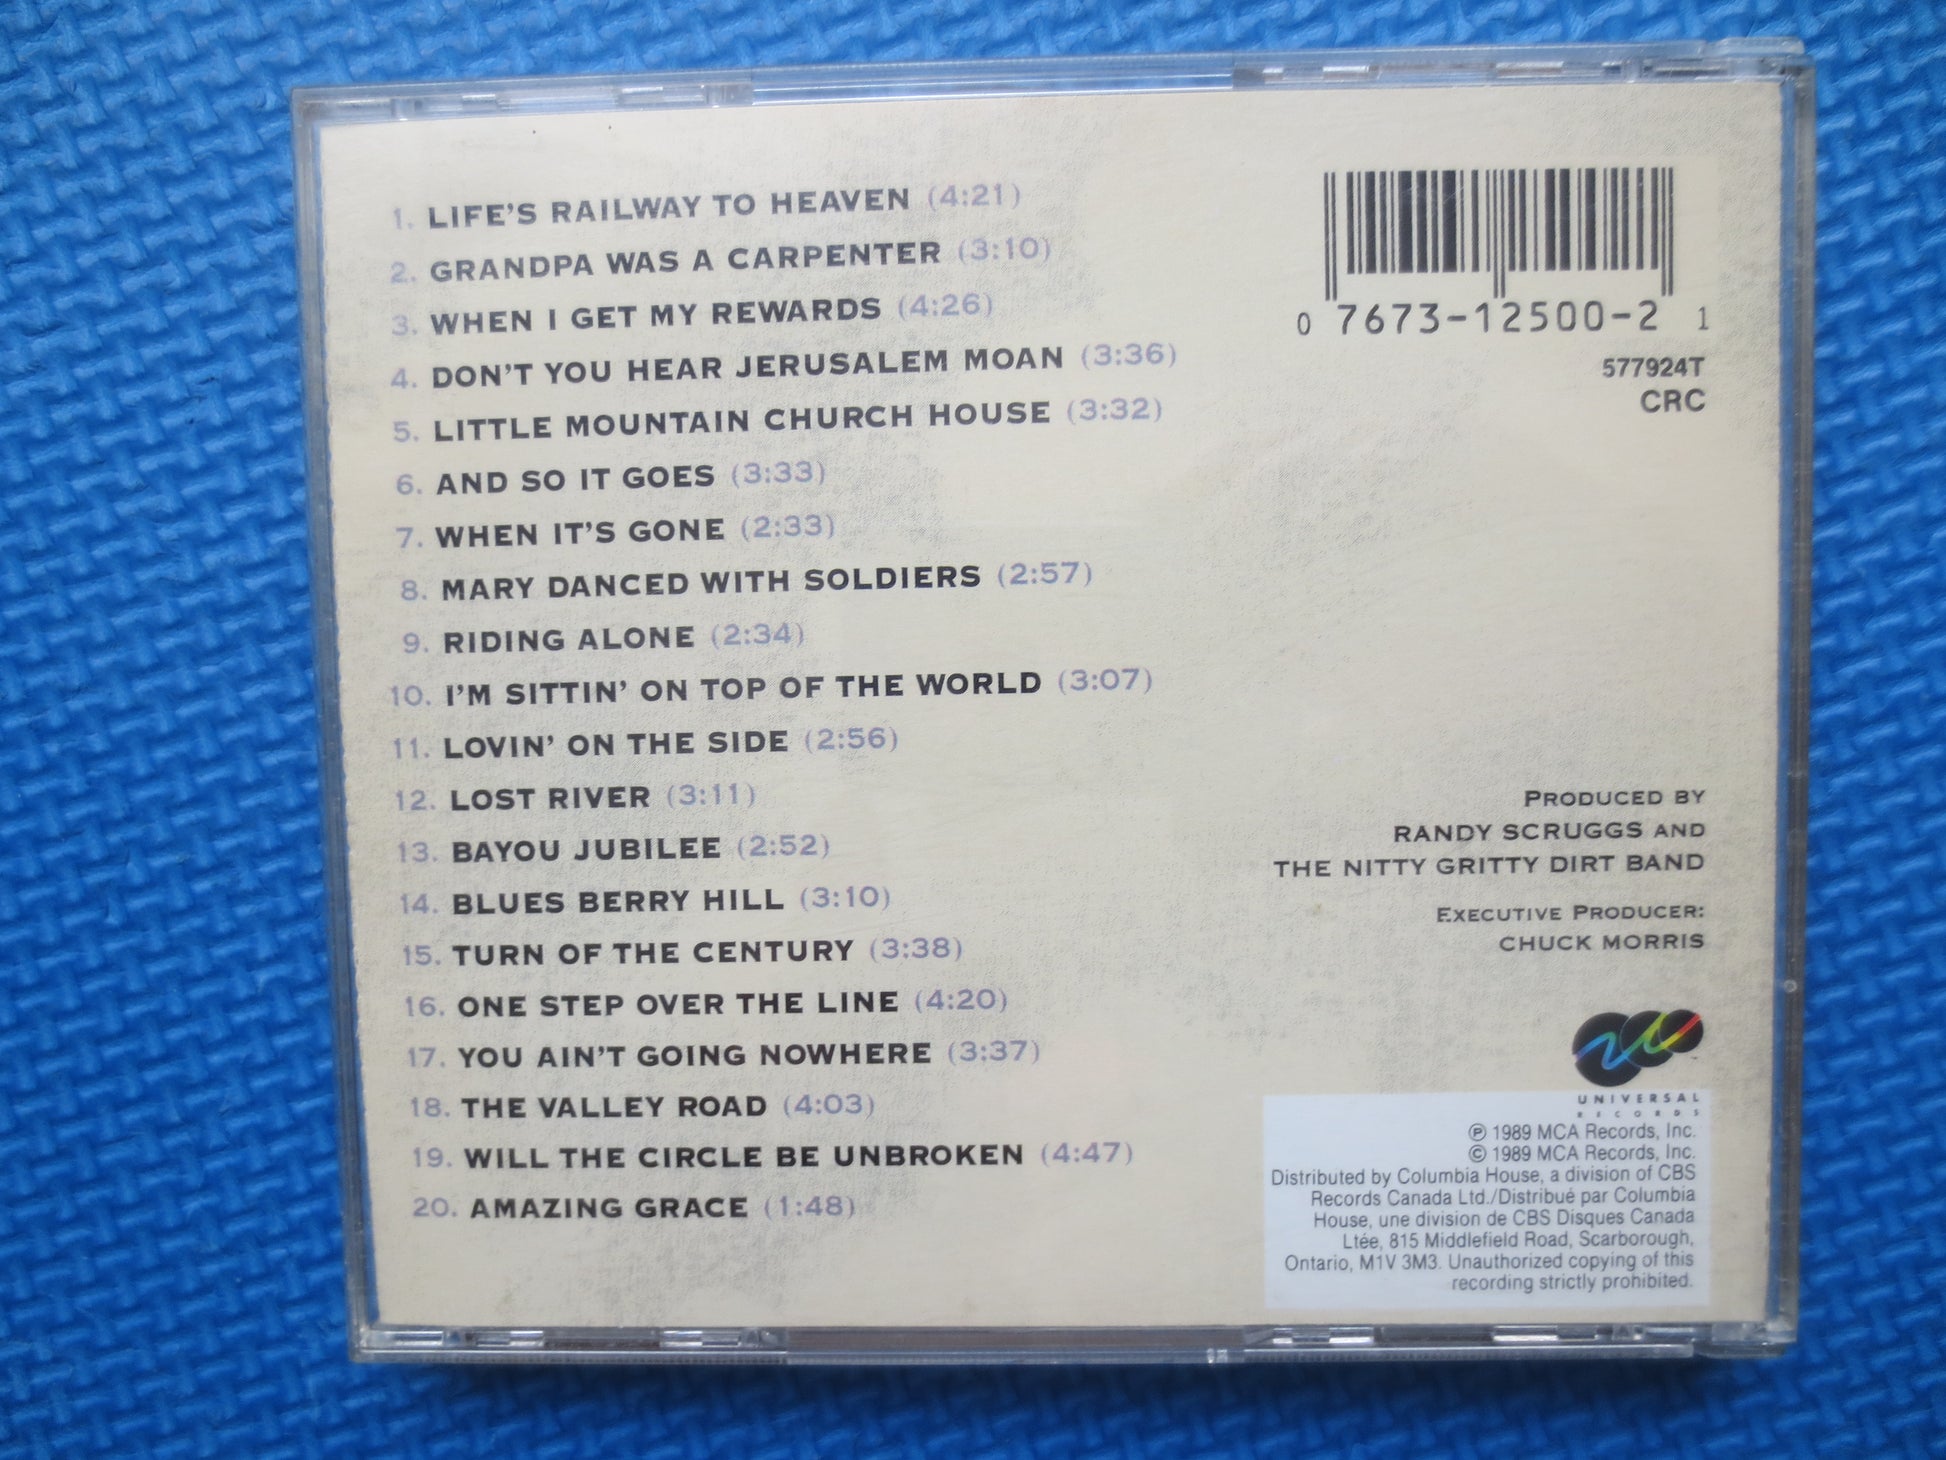 1. LIFE'S RAILWAY TO HEAVEN (4:21)
2. GRANDPA WAS A CARPENTER (3:10)
3. WHEN I GET MY REWARDS (4:26)
4. DON'T YOU HEAR JERUSALEM MOAN (3:36)
5. LITTLE MOUNTAIN CHURCH HOUSE (3:32)
6. AND SO IT GOES (3:33)
7. WHEN IT'S GONE (2:33)
8. MARY DANCED WITH SOLDIERS (2:57)
9. RIDING ALONE (2:34)
10. I'M SITTIN' ON TOP OF THE WORLD (3:07)
11. LOVIN' ON THE SIDE (2:56)
12. LOST RIVER (3:11)
13. BAYOU JUBILEE (2:52)
14. BLUES BERRY HILL (3:10)
15. TURN OF THE CENTURY (3:38)
16. ONE STEP OVER THE LINE (4:20)
17. YOU AIN'T GOING NOWHERE (3:37)
18. THE VALLEY ROAD (4:03)
19. WILL THE CIRCLE BE UNBROKEN (4:47)
20. AMAZING GRACE (1:48)
0 7673-12500-2 1
577924T
CRC
PRODUCED BY
RANDY SCRUGGS AND
THE NITTY GRITTY DIRT BAND
EXECUTIVE PRODUCER:
CHUCK MORRIS
UNIVERSAL
RECORDS
℗ 1989 MCA Records, Inc.
© 1989 MCA Records, Inc.
Distributed by Columbia House, a division of CBS
Records Canada Ltd./Distribué par Columbia
House, une division de CBS Disques Canada
Ltée, 815 Middlefield Road, Scarborough,
Ontario, M1V 3M3. Unauthorized copying of this
recording strictly prohibited.